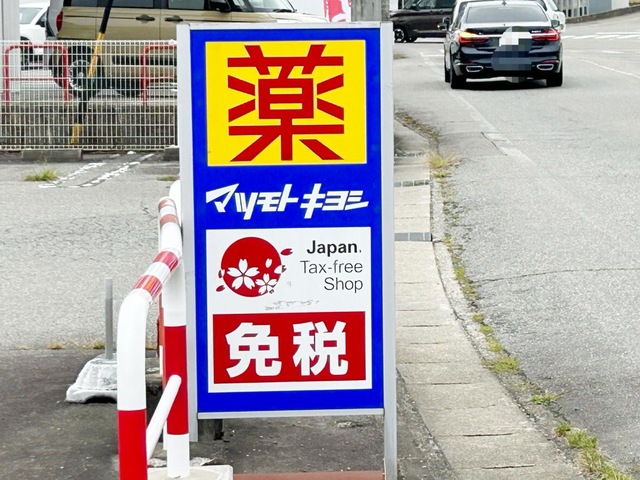 薬
マツモトキヨシ
Japan.
Tax-free
Shop
免税